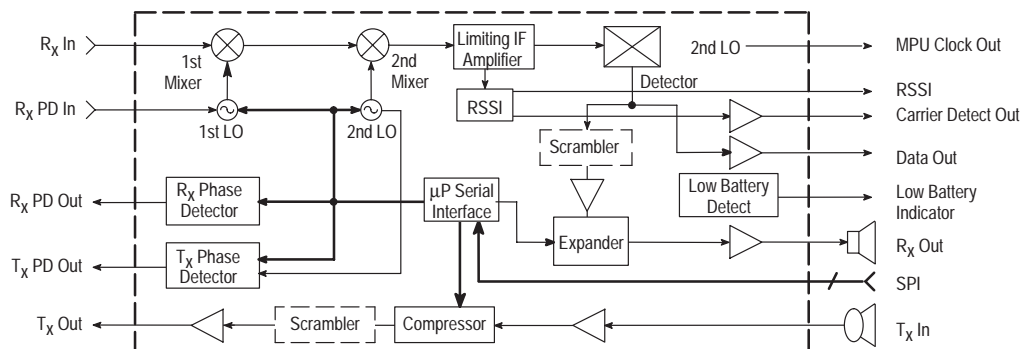 Rx In
1st
Mixer
2nd
Mixer
Limiting IF
Amplifier
2nd LO
MPU Clock Out
Detector
RSSI
RSSI
Rx PD In
1st LO
2nd LO
Carrier Detect Out
Scrambler
Data Out
Rx PD Out
Rx Phase
Detector
µP Serial
Interface
Low Battery
Detect
Low Battery
Indicator
Expander
Rx Out
Tx PD Out
Tx Phase
Detector
SPI
Tx Out
Scrambler
Compressor
Tx In